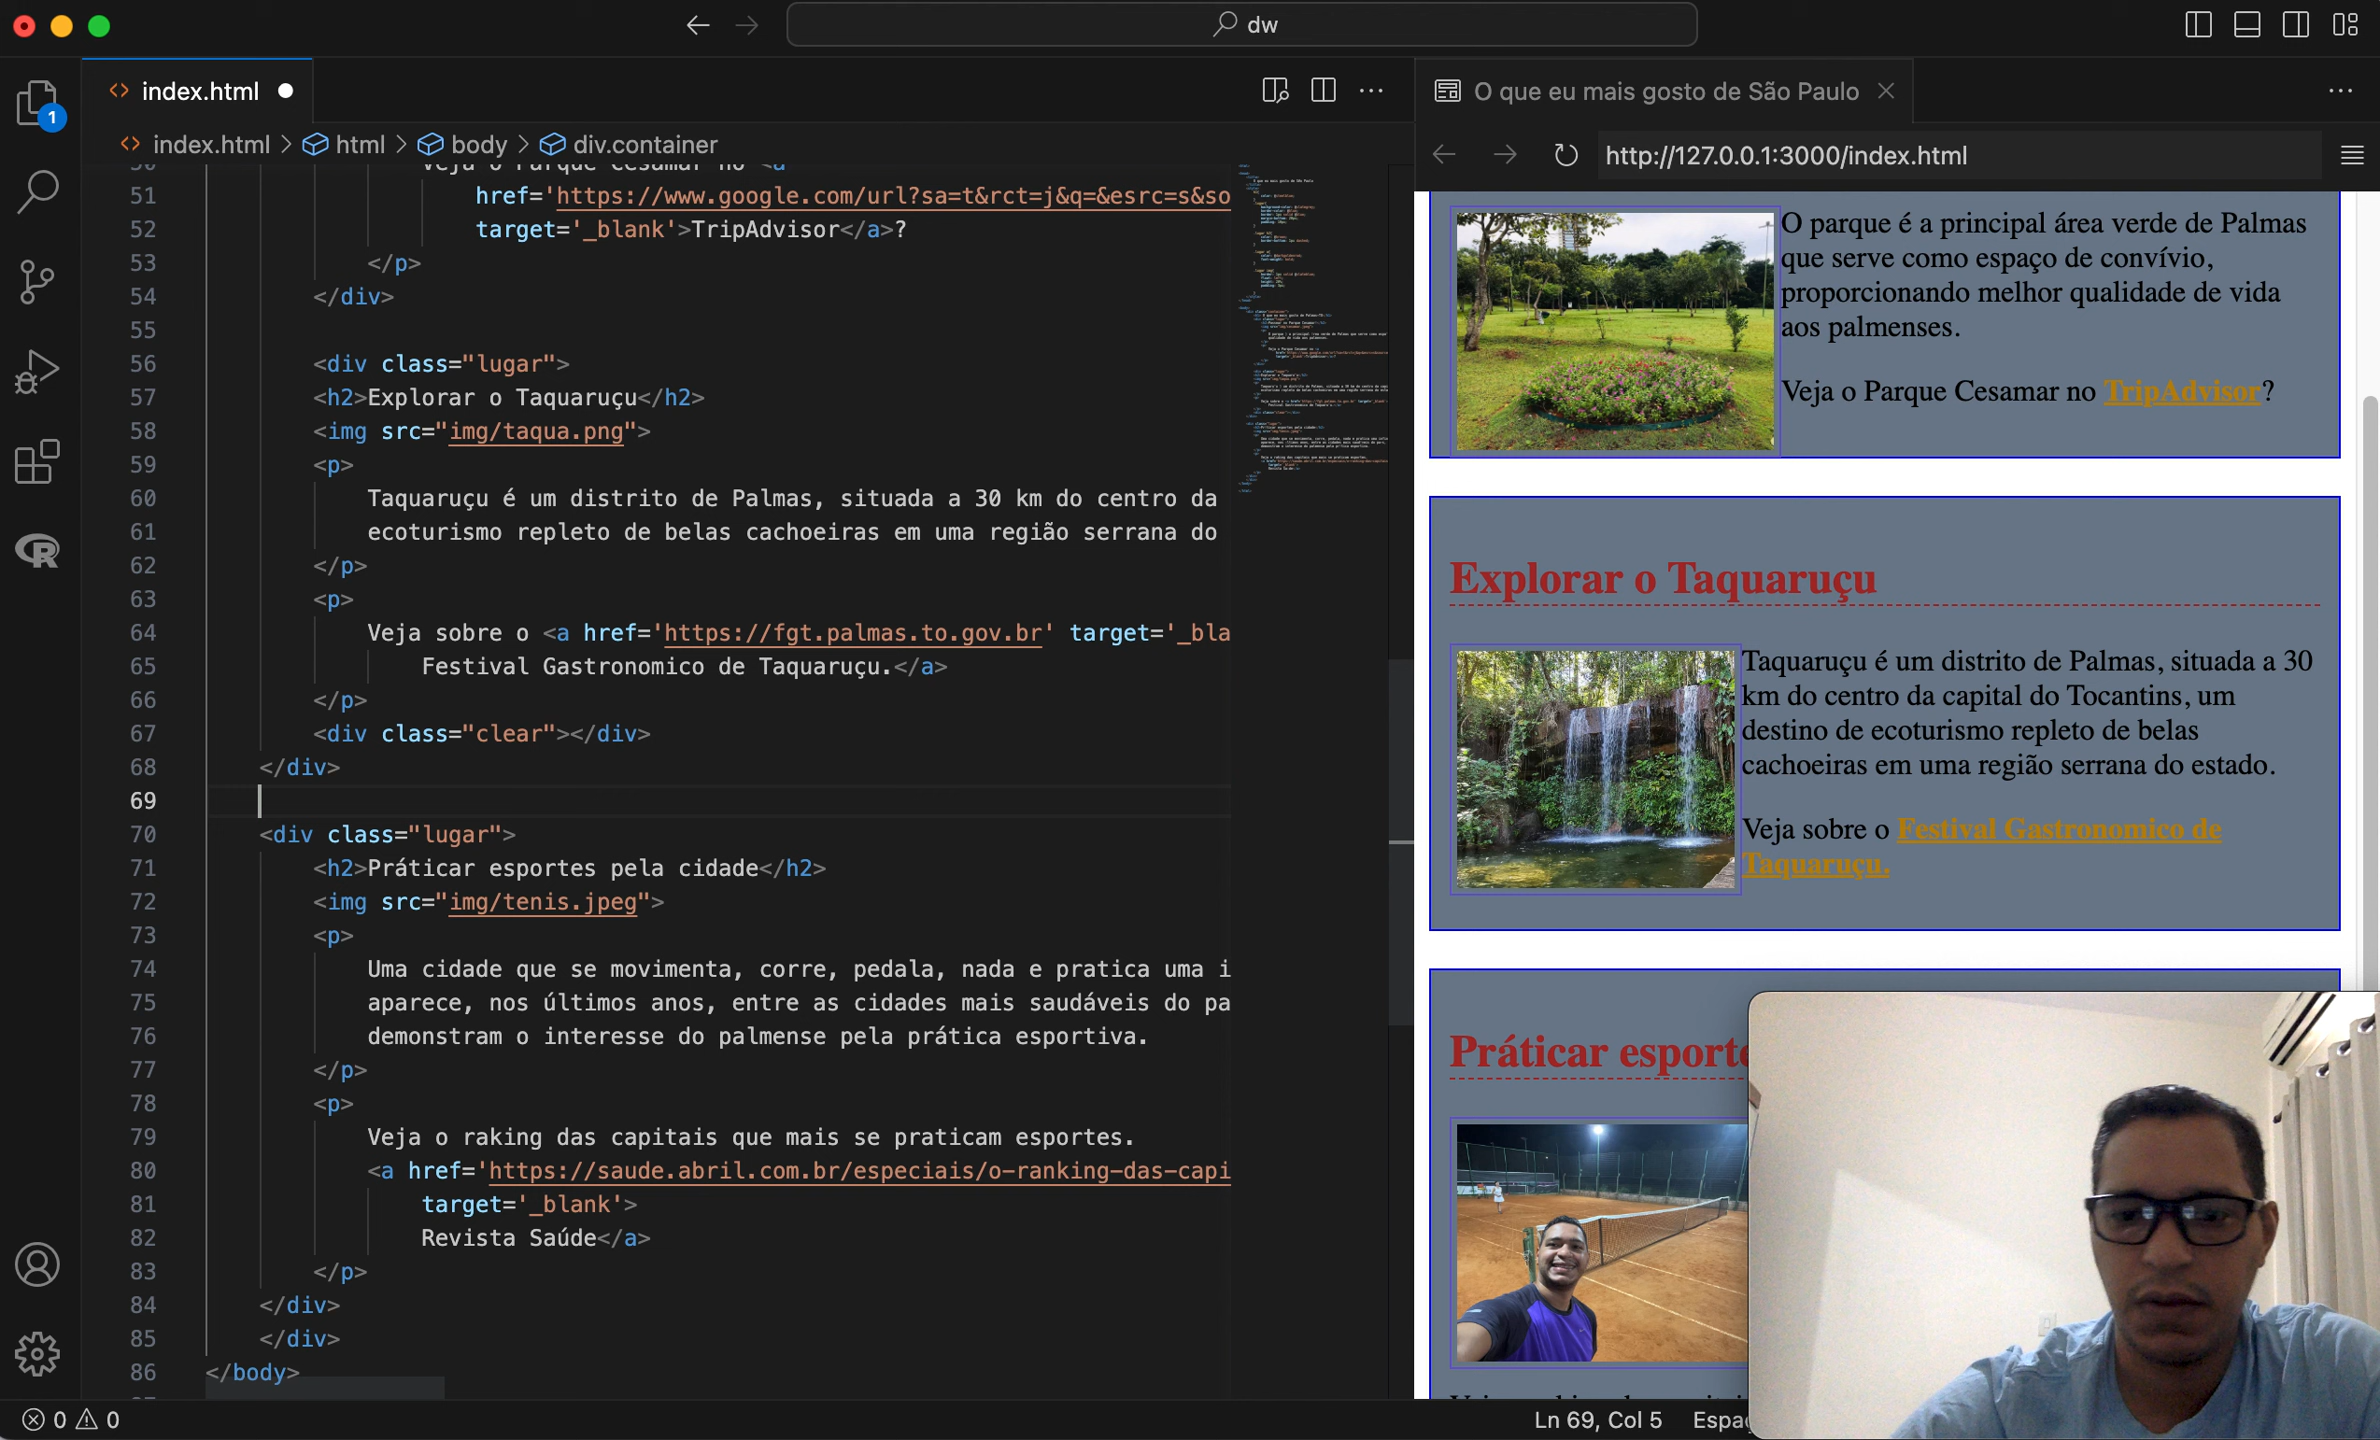 dw
index.html
O que eu mais gosto de São Paulo
1
index.html > html > body > div.container
http://127.0.0.1:3000/index.html
51 href='https://www.google.com/url?sa=t&rct=j&q=&esrc=s&so
52 target='_blank'>TripAdvisor</a>?
53 </p>
54 </div>
55
56 <div class="lugar">
57 <h2>Explorar o Taquaruçu</h2>
58 <img src="img/taqua.png">
59 <p>
60 Taquaruçu é um distrito de Palmas, situada a 30 km do centro da
61 ecoturismo repleto de belas cachoeiras em uma região serrana do
62 </p>
63 <p>
64 Veja sobre o <a href='https://fgt.palmas.to.gov.br' target='_bla
65 Festival Gastronomico de Taquaruçu.</a>
66 </p>
67 <div class="clear"></div>
68 </div>
69
70 <div class="lugar">
71 <h2>Práticar esportes pela cidade</h2>
72 <img src="img/tenis.jpeg">
73 <p>
74 Uma cidade que se movimenta, corre, pedala, nada e pratica uma i
75 aparece, nos últimos anos, entre as cidades mais saudáveis do pa
76 demonstram o interesse do palmense pela prática esportiva.
77 </p>
78 <p>
79 Veja o raking das capitais que mais se praticam esportes.
80 <a href='https://saude.abril.com.br/especiais/o-ranking-das-capi
81 target='_blank'>
82 Revista Saúde</a>
83 </p>
84 </div>
85 </div>
86 </body>
O parque é a principal área verde de Palmas
que serve como espaço de convívio,
proporcionando melhor qualidade de vida
aos palmenses.
Veja o Parque Cesamar no TripAdvisor?
Explorar o Taquaruçu
Taquaruçu é um distrito de Palmas, situada a 30
km do centro da capital do Tocantins, um
destino de ecoturismo repleto de belas
cachoeiras em uma região serrana do estado.
Veja sobre o Festival Gastronomico de
Taquaruçu.
Práticar esporte
0 0
Ln 69, Col 5 Espaç